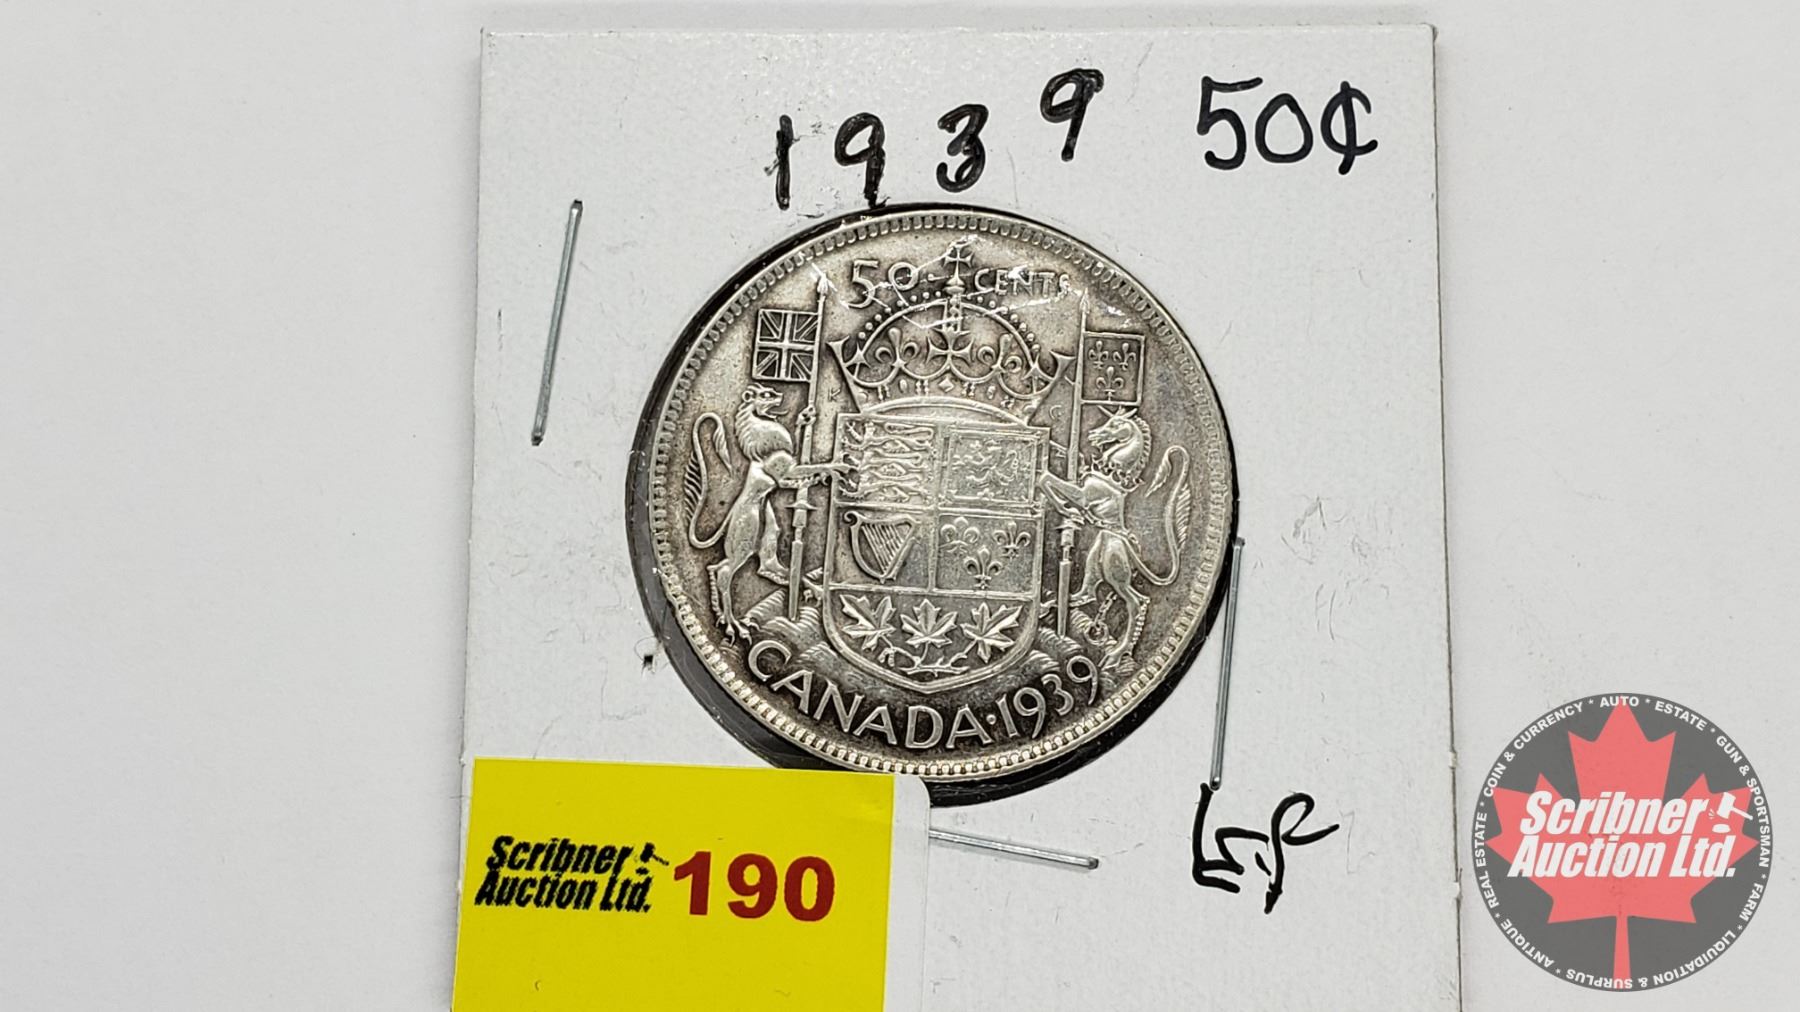 1939 50¢
50 CENTS
K
C
CANADA·1939
E.F
Scribner
Auction Ltd.
190
COIN & CURRENCY * AUTO * ESTATE * GUN & SPORTSMAN * FARM * LIQUIDATION & SURPLUS * ANTIQUE * REAL ESTATE *
Scribner
Auction Ltd.